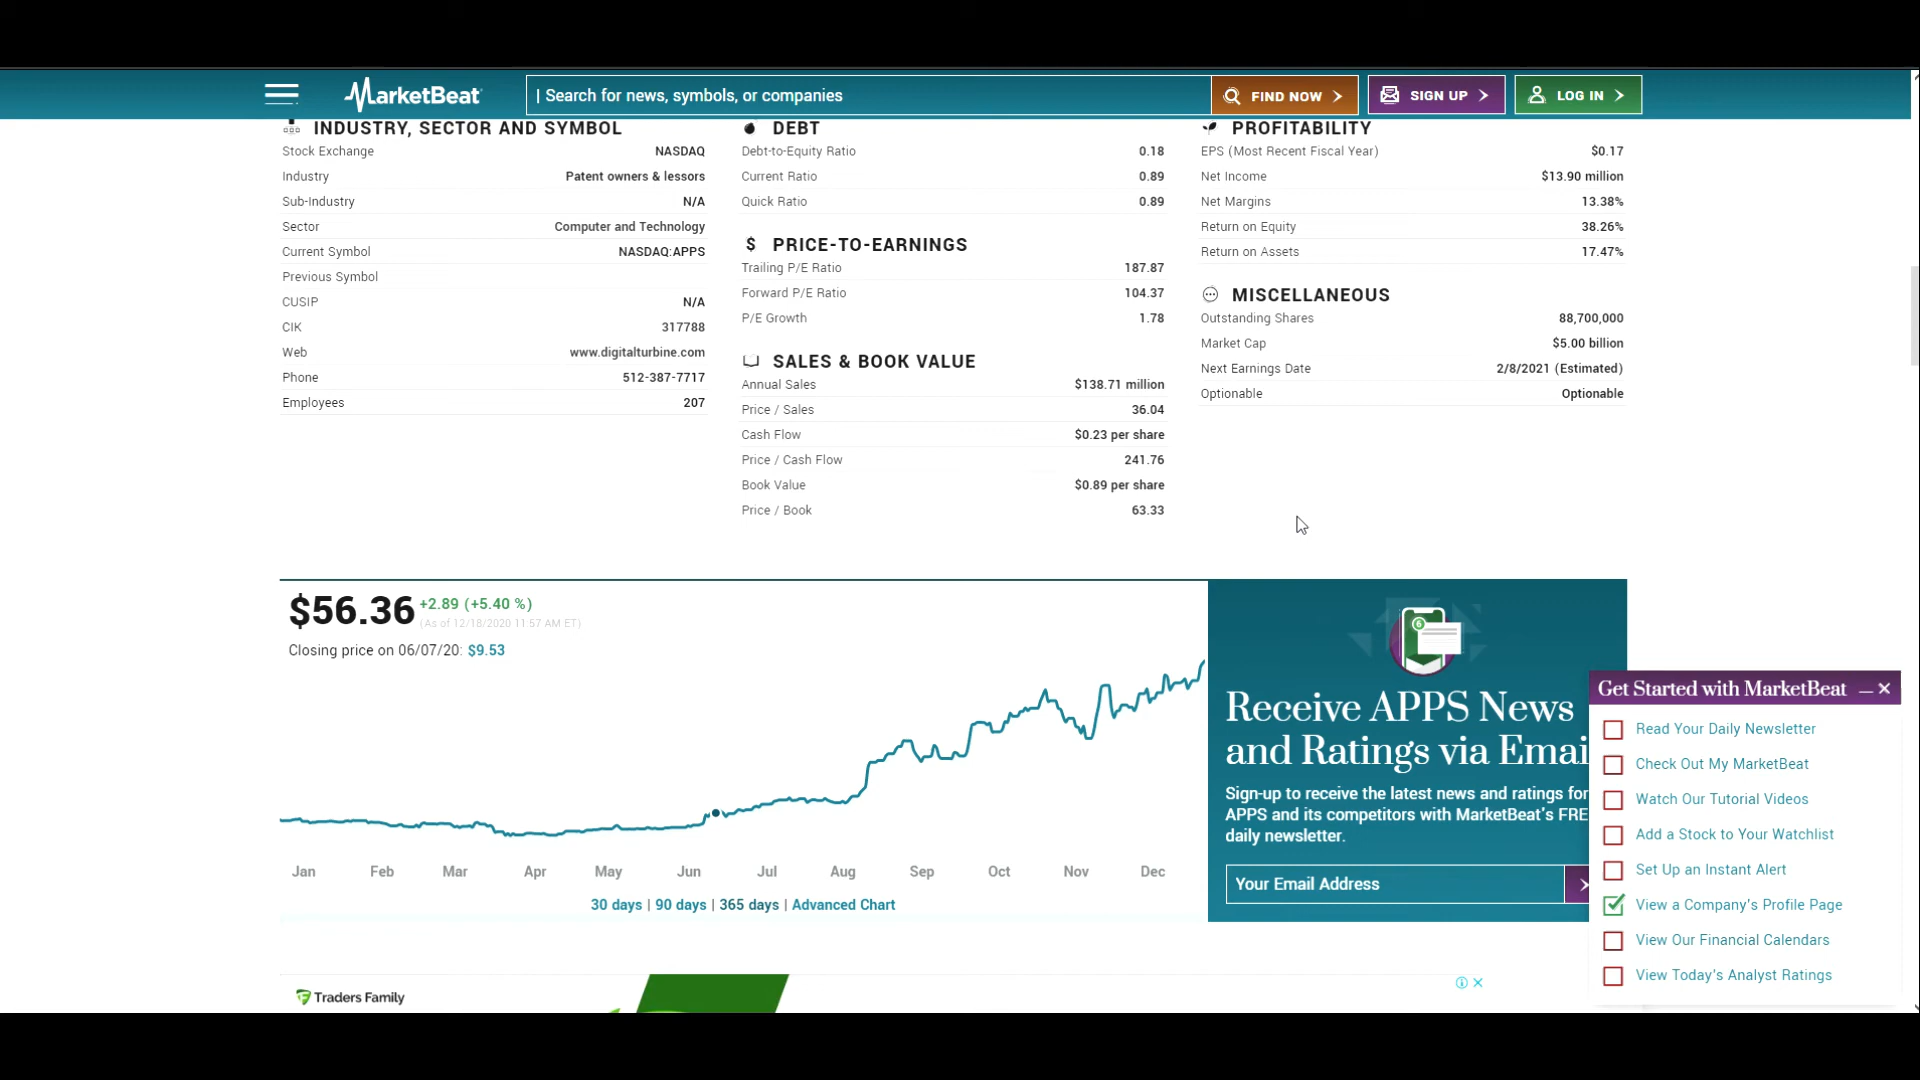 MarketBeat
| Search for news, symbols, or companies
FIND NOW
SIGN UP
LOG IN
INDUSTRY, SECTOR AND SYMBOL
Stock Exchange NASDAQ
Industry Patent owners & lessors
Sub-Industry N/A
Sector Computer and Technology
Current Symbol NASDAQ:APPS
Previous Symbol
CUSIP N/A
CIK 317788
Web www.digitalturbine.com
Phone 512-387-7717
Employees 207
DEBT
Debt-to-Equity Ratio 0.18
Current Ratio 0.89
Quick Ratio 0.89
$ PRICE-TO-EARNINGS
Trailing P/E Ratio 187.87
Forward P/E Ratio 104.37
P/E Growth 1.78
SALES & BOOK VALUE
Annual Sales $138.71 million
Price / Sales 36.04
Cash Flow $0.23 per share
Price / Cash Flow 241.76
Book Value $0.89 per share
Price / Book 63.33
PROFITABILITY
EPS (Most Recent Fiscal Year) $0.17
Net Income $13.90 million
Net Margins 13.38%
Return on Equity 38.26%
Return on Assets 17.47%
MISCELLANEOUS
Outstanding Shares 88,700,000
Market Cap $5.00 billion
Next Earnings Date 2/8/2021 (Estimated)
Optionable Optionable
$56.36 +2.89 (+5.40 %)
(As of 12/18/2020 11:57 AM ET)
Closing price on 06/07/20: $9.53
Jan Feb Mar Apr May Jun Jul Aug Sep Oct Nov Dec
30 days | 90 days | 365 days | Advanced Chart
6
Receive APPS News
and Ratings via Emai
Sign-up to receive the latest news and ratings for
APPS and its competitors with MarketBeat's FRE
daily newsletter.
Your Email Address
Get Started with MarketBeat
Read Your Daily Newsletter
Check Out My MarketBeat
Watch Our Tutorial Videos
Add a Stock to Your Watchlist
Set Up an Instant Alert
View a Company's Profile Page
View Our Financial Calendars
View Today's Analyst Ratings
Traders Family